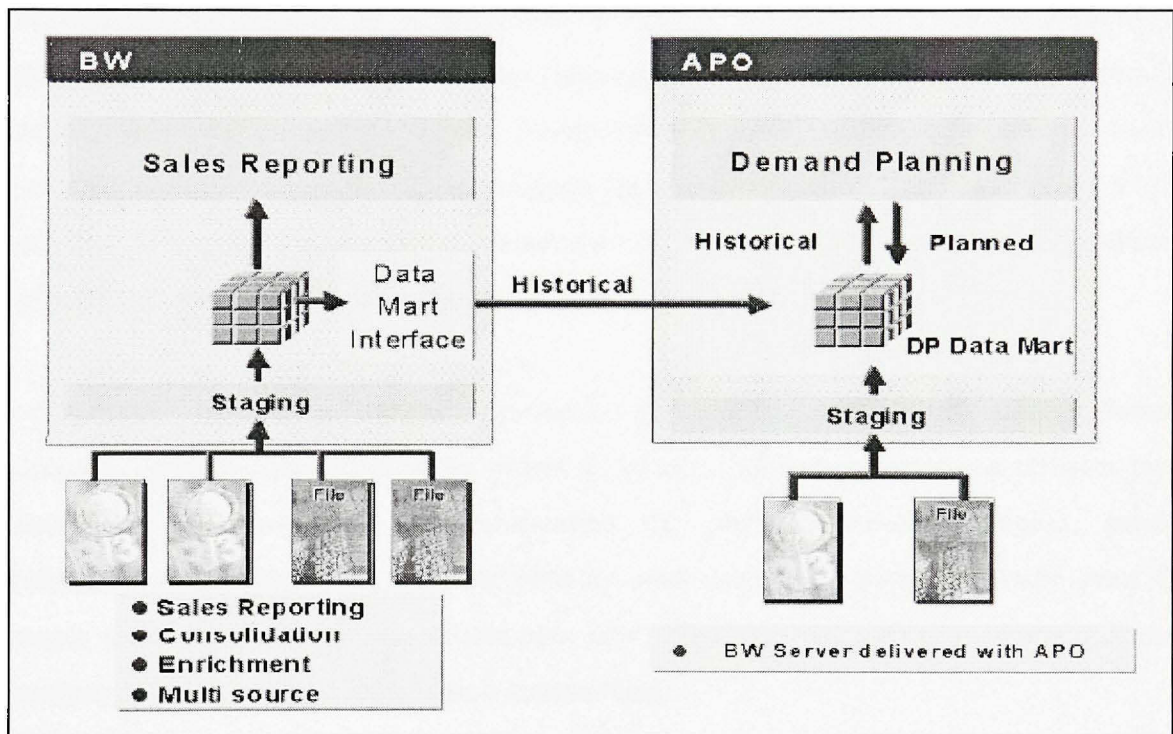 BW
Sales Reporting
Data
Mart
Interface
Staging
File
File
● Sales Reporting
● Consolidation
● Enrichment
● Multi source
Historical
APO
Demand Planning
Historical
Planned
DP Data Mart
Staging
File
● BW Server delivered with APO